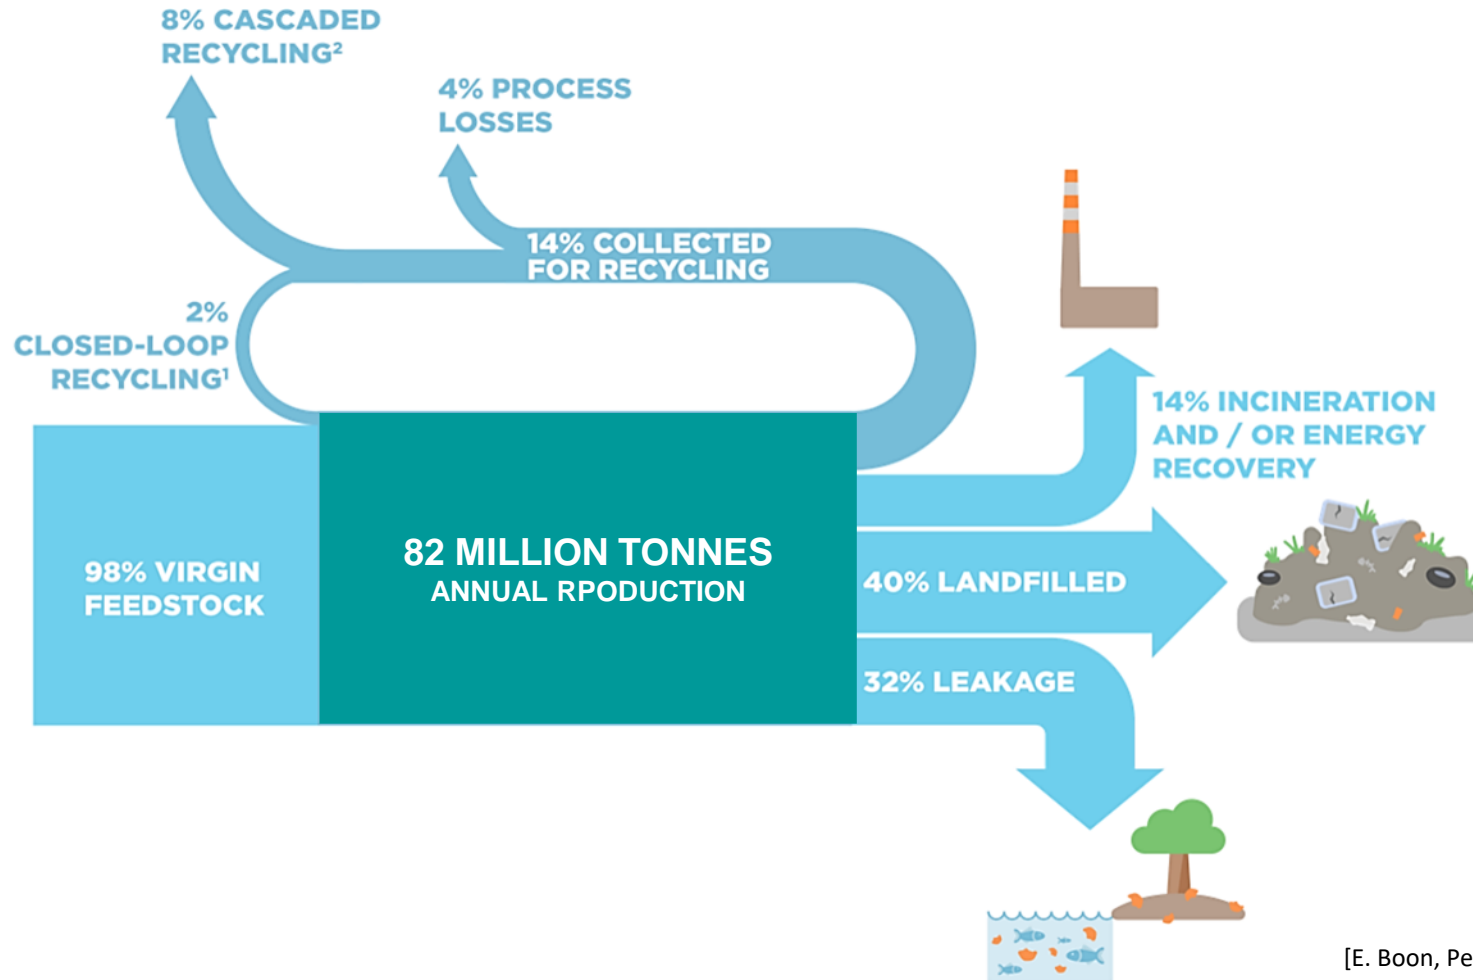 8% CASCADED
RECYCLING²
4% PROCESS
LOSSES
14% COLLECTED
FOR RECYCLING
2%
CLOSED-LOOP
RECYCLING¹
14% INCINERATION
AND / OR ENERGY
RECOVERY
98% VIRGIN
FEEDSTOCK
82 MILLION TONNES
ANNUAL RPODUCTION
40% LANDFILLED
32% LEAKAGE
[E. Boon, Pe